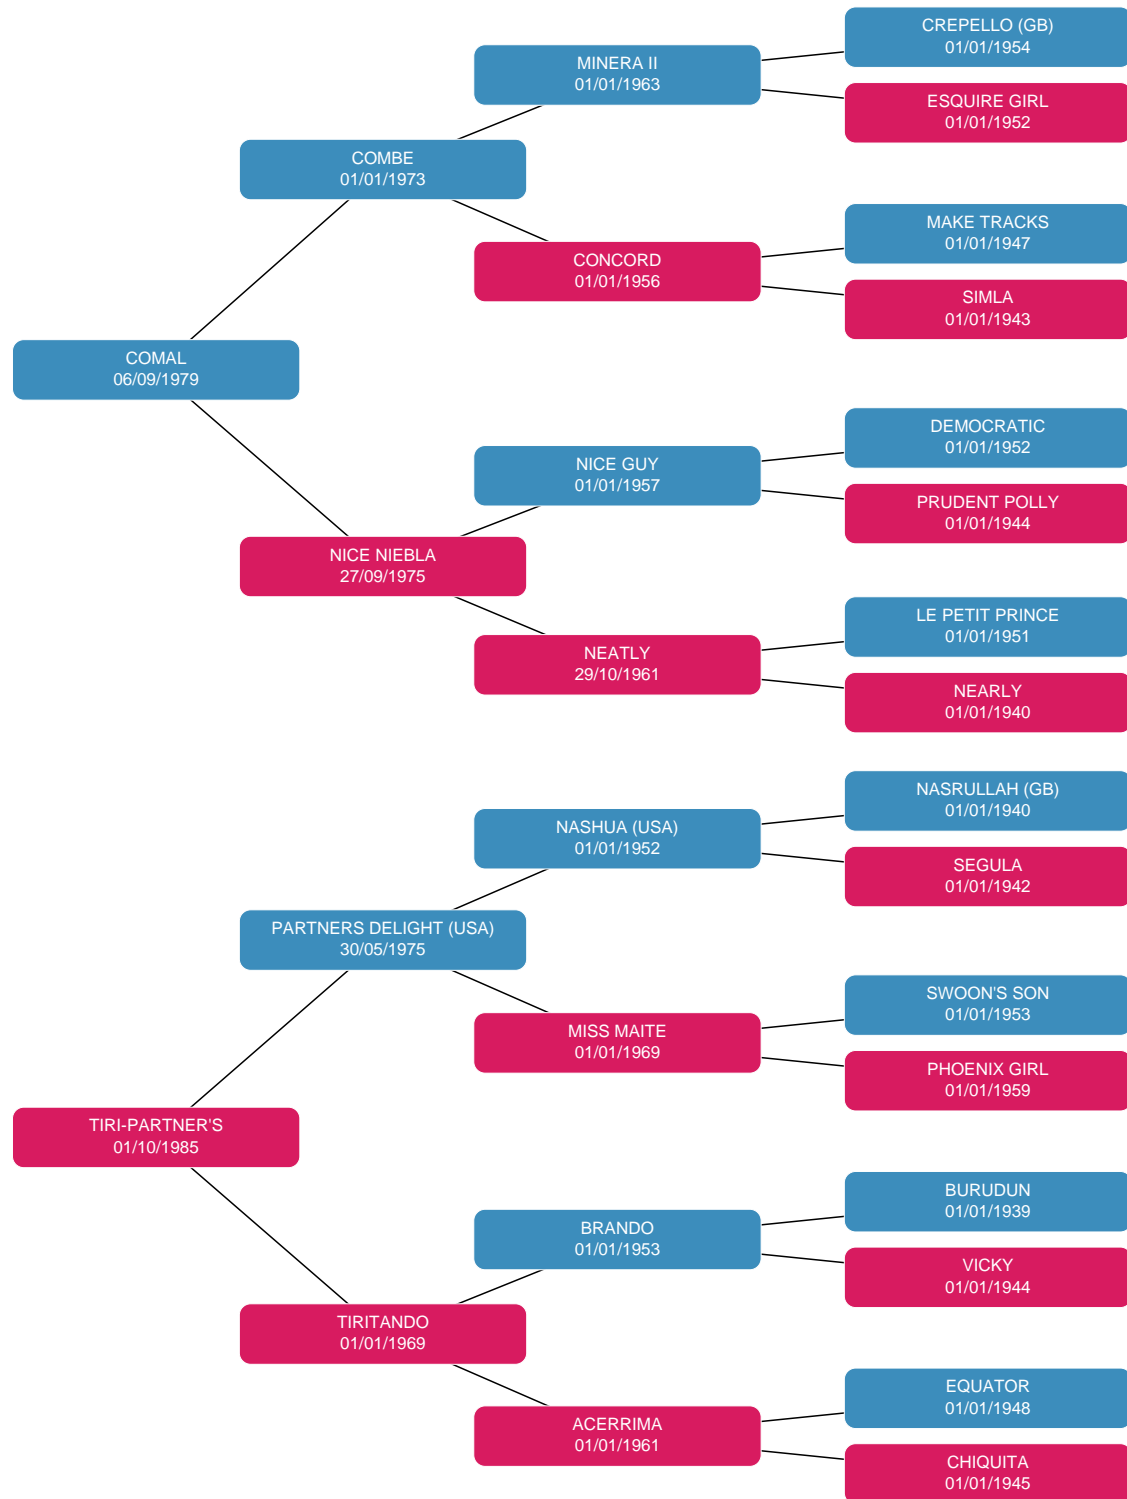 CREPELLO (GB)
01/01/1954
MINERA II
01/01/1963
ESQUIRE GIRL
01/01/1952
COMBE
01/01/1973
MAKE TRACKS
01/01/1947
CONCORD
01/01/1956
SIMLA
01/01/1943
COMAL
06/09/1979
DEMOCRATIC
01/01/1952
NICE GUY
01/01/1957
PRUDENT POLLY
01/01/1944
NICE NIEBLA
27/09/1975
LE PETIT PRINCE
01/01/1951
NEATLY
29/10/1961
NEARLY
01/01/1940
NASRULLAH (GB)
01/01/1940
NASHUA (USA)
01/01/1952
SEGULA
01/01/1942
PARTNERS DELIGHT (USA)
30/05/1975
SWOON'S SON
01/01/1953
MISS MAITE
01/01/1969
PHOENIX GIRL
01/01/1959
TIRI-PARTNER'S
01/10/1985
BURUDUN
01/01/1939
BRANDO
01/01/1953
VICKY
01/01/1944
TIRITANDO
01/01/1969
EQUATOR
01/01/1948
ACERRIMA
01/01/1961
CHIQUITA
01/01/1945